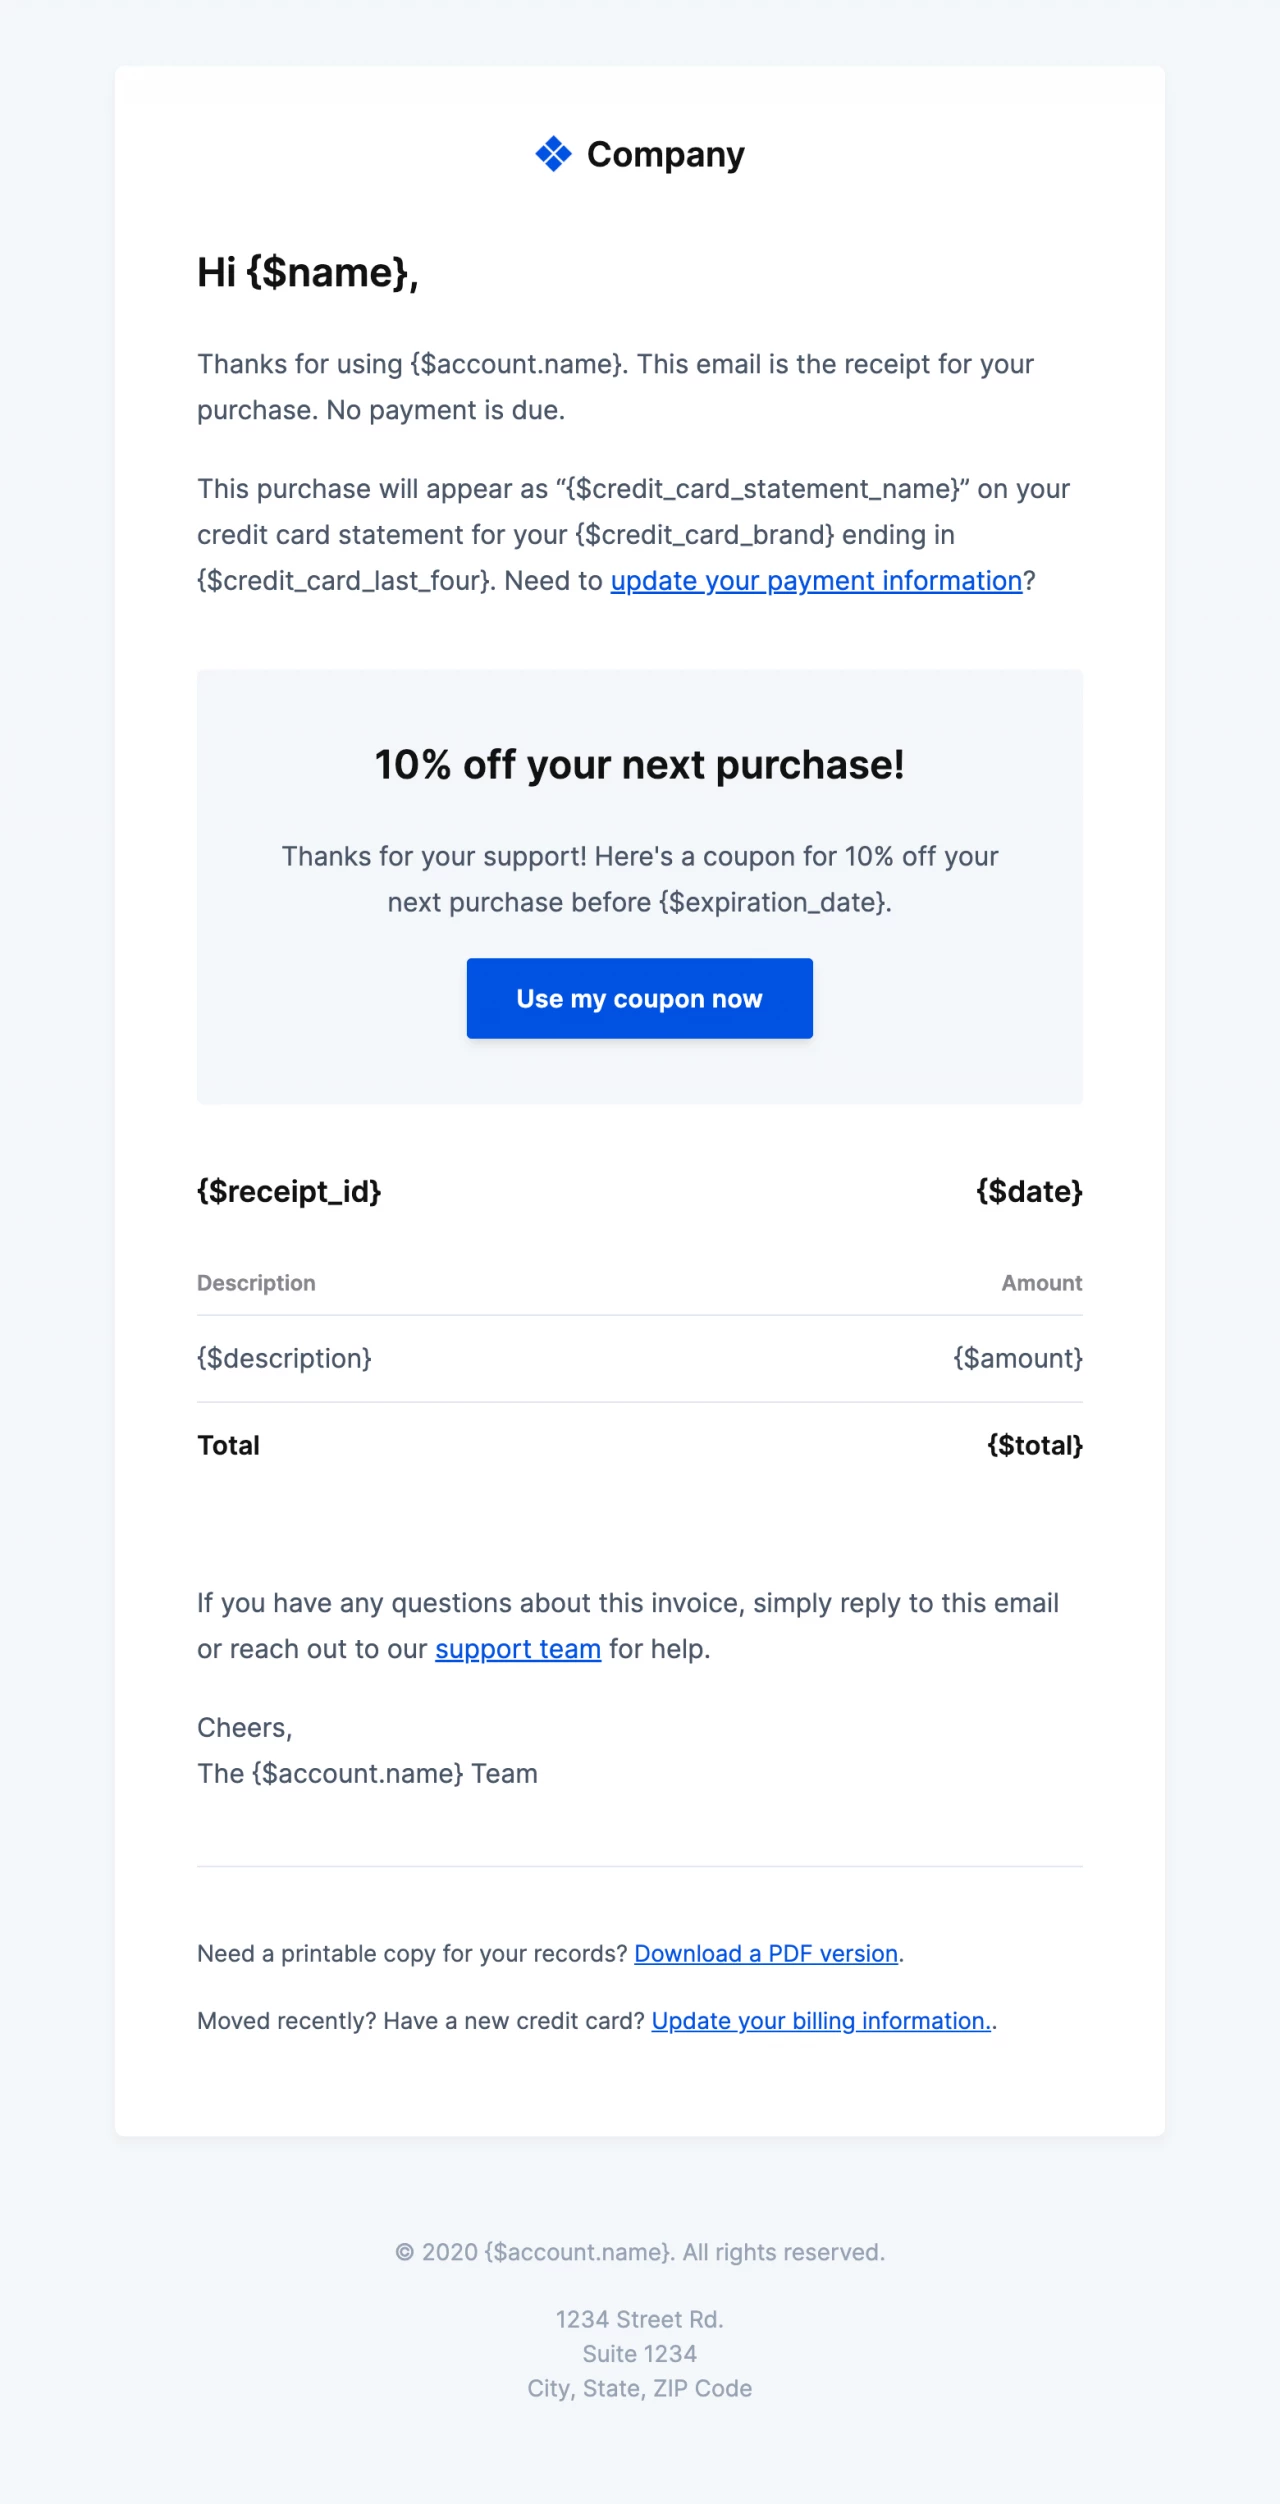 Company
Hi {$name},
Thanks for using {$account.name}. This email is the receipt for your
purchase. No payment is due.
This purchase will appear as “{$credit_card_statement_name}” on your
credit card statement for your {$credit_card_brand} ending in
{$credit_card_last_four}. Need to update your payment information?
10% off your next purchase!
Thanks for your support! Here's a coupon for 10% off your
next purchase before {$expiration_date}.
Use my coupon now
{$receipt_id} {$date}
Description Amount
{$description} {$amount}
Total {$total}
If you have any questions about this invoice, simply reply to this email
or reach out to our support team for help.
Cheers,
The {$account.name} Team
Need a printable copy for your records? Download a PDF version.
Moved recently? Have a new credit card? Update your billing information..
© 2020 {$account.name}. All rights reserved.
1234 Street Rd.
Suite 1234
City, State, ZIP Code